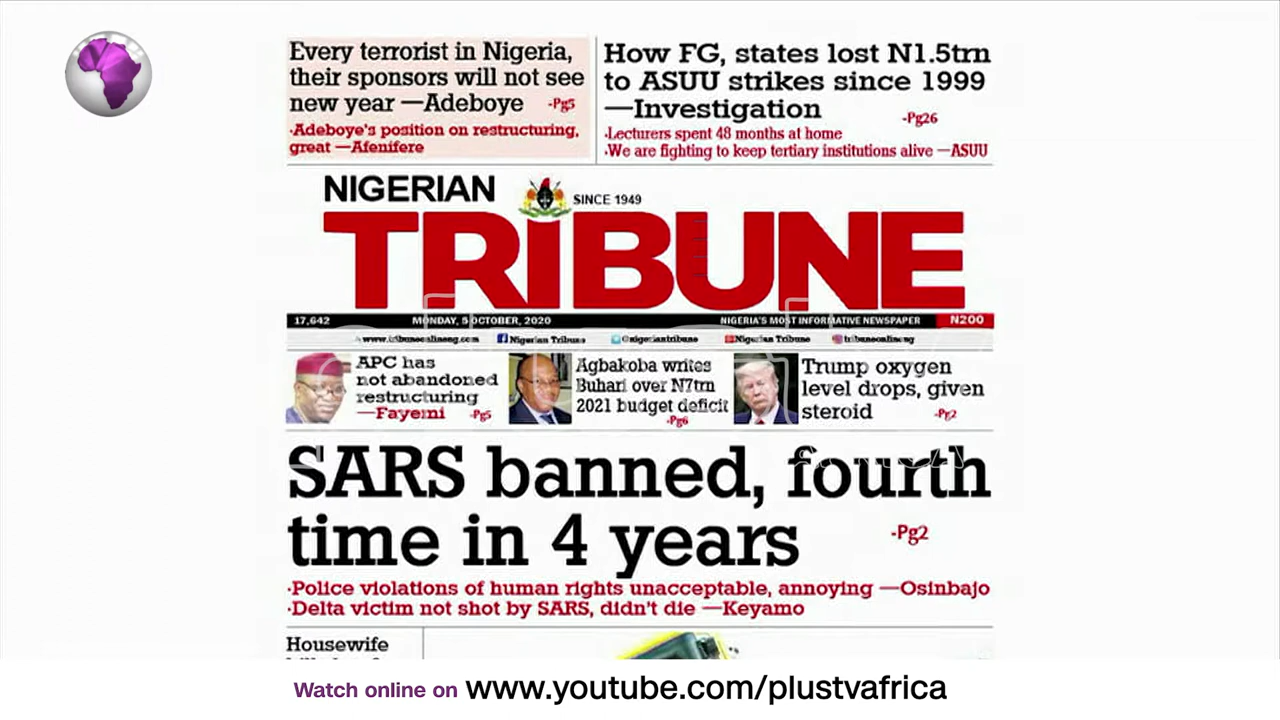 Every terrorist in Nigeria,
their sponsors will not see
new year —Adeboye -Pg5
·Adeboye's position on restructuring,
great —Afenifere
How FG, states lost N1.5trn
to ASUU strikes since 1999
—Investigation -Pg26
·Lecturers spent 48 months at home
·We are fighting to keep tertiary institutions alive —ASUU
NIGERIAN
SINCE 1949
TRIBUNE
17,642 MONDAY, 5 OCTOBER, 2020 NIGERIA'S MOST INFORMATIVE NEWSPAPER N200
www.tribuneonlineng.com Nigerian Tribune @nigeriantribune Nigerian Tribune tribuneonlineng
APC has
not abandoned
restructuring
—Fayemi -Pg5
Agbakoba writes
Buhari over N7trn
2021 budget deficit
-Pg6
Trump oxygen
level drops, given
steroid -Pg2
SARS banned, fourth
time in 4 years -Pg2
·Police violations of human rights unacceptable, annoying —Osinbajo
·Delta victim not shot by SARS, didn't die —Keyamo
Housewife
Watch online on www.youtube.com/plustvafrica